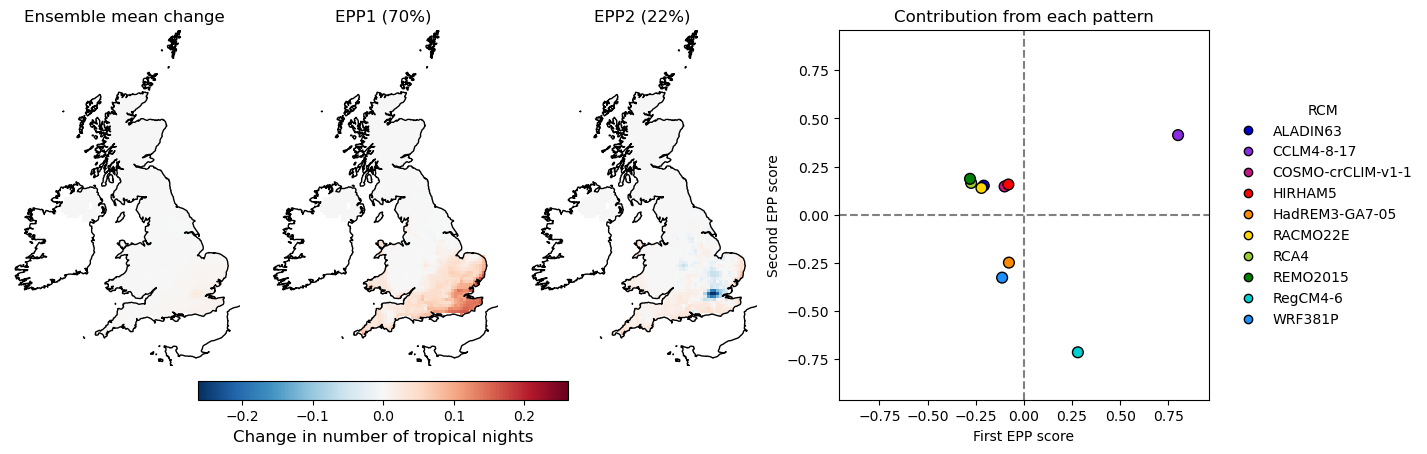 Ensemble mean change
EPP1 (70%)
EPP2 (22%)
Contribution from each pattern
−0.2
−0.1
0.0
0.1
0.2
Change in number of tropical nights
Second EPP score
0.75
0.50
0.25
0.00
−0.25
−0.50
−0.75
−0.75
−0.50
−0.25
0.00
0.25
0.50
0.75
First EPP score
RCM
ALADIN63
CCLM4-8-17
COSMO-crCLIM-v1-1
HIRHAM5
HadREM3-GA7-05
RACMO22E
RCA4
REMO2015
RegCM4-6
WRF381P